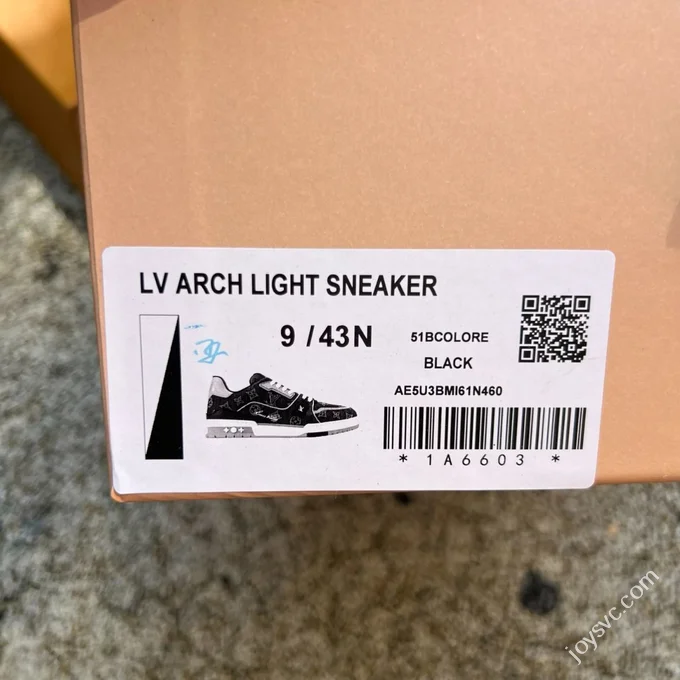 LV ARCH LIGHT SNEAKER
9 / 43N
51BCOLORE
BLACK
AE5U3BMI61N460
* 1A6603 *
joysvc.com